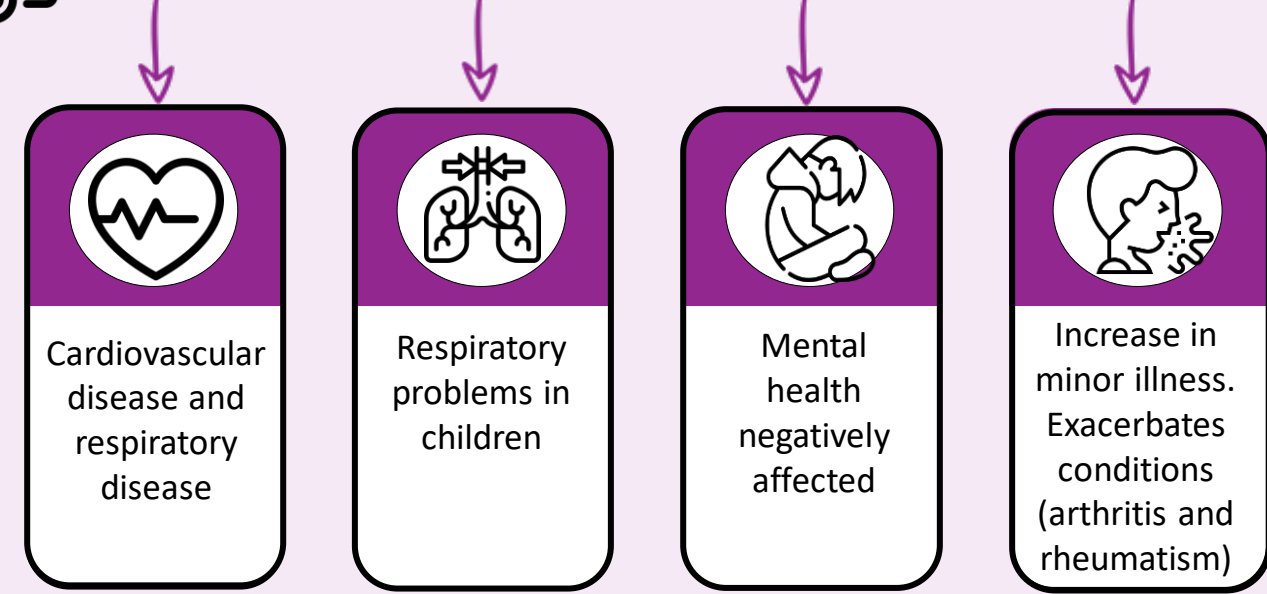 Cardiovascular
disease and
respiratory
disease
Respiratory
problems in
children
Mental
health
negatively
affected
Increase in
minor illness.
Exacerbates
conditions
(arthritis and
rheumatism)